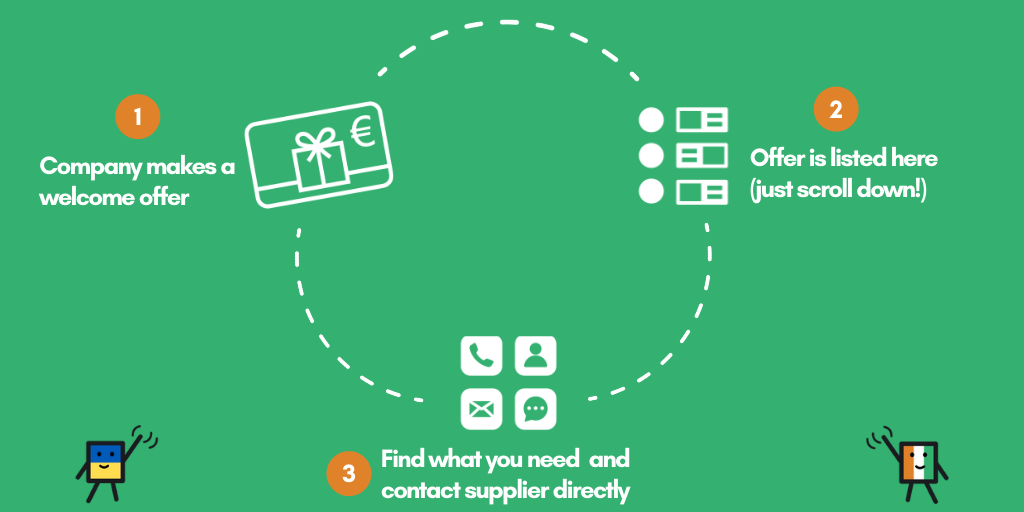 1
Company makes a
welcome offer
€
2
Offer is listed here
(just scroll down!)
3
Find what you need and
contact supplier directly